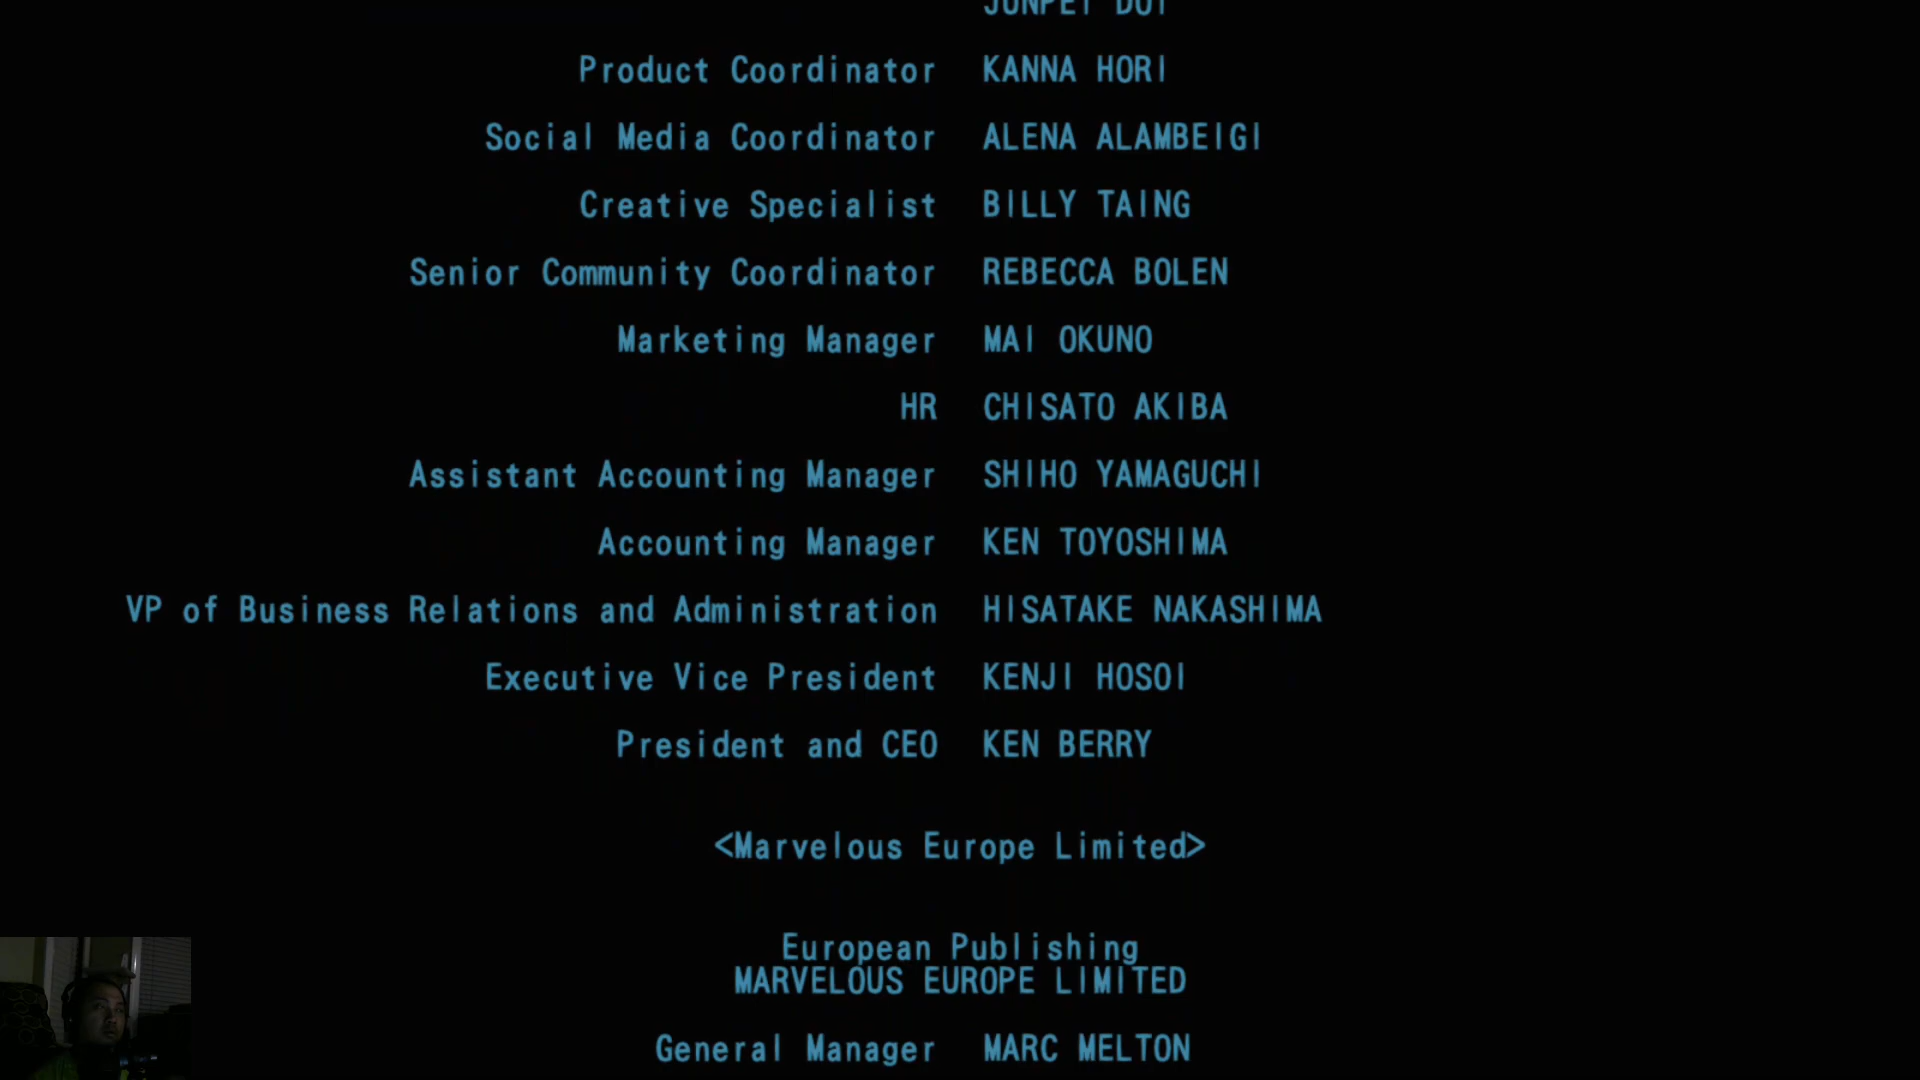 JUNPEI DOI
Product Coordinator KANNA HORI
Social Media Coordinator ALENA ALAMBEIGI
Creative Specialist BILLY TAING
Senior Community Coordinator REBECCA BOLEN
Marketing Manager MAI OKUNO
HR CHISATO AKIBA
Assistant Accounting Manager SHIHO YAMAGUCHI
Accounting Manager KEN TOYOSHIMA
VP of Business Relations and Administration HISATAKE NAKASHIMA
Executive Vice President KENJI HOSOI
President and CEO KEN BERRY
<Marvelous Europe Limited>
European Publishing
MARVELOUS EUROPE LIMITED
General Manager MARC MELTON